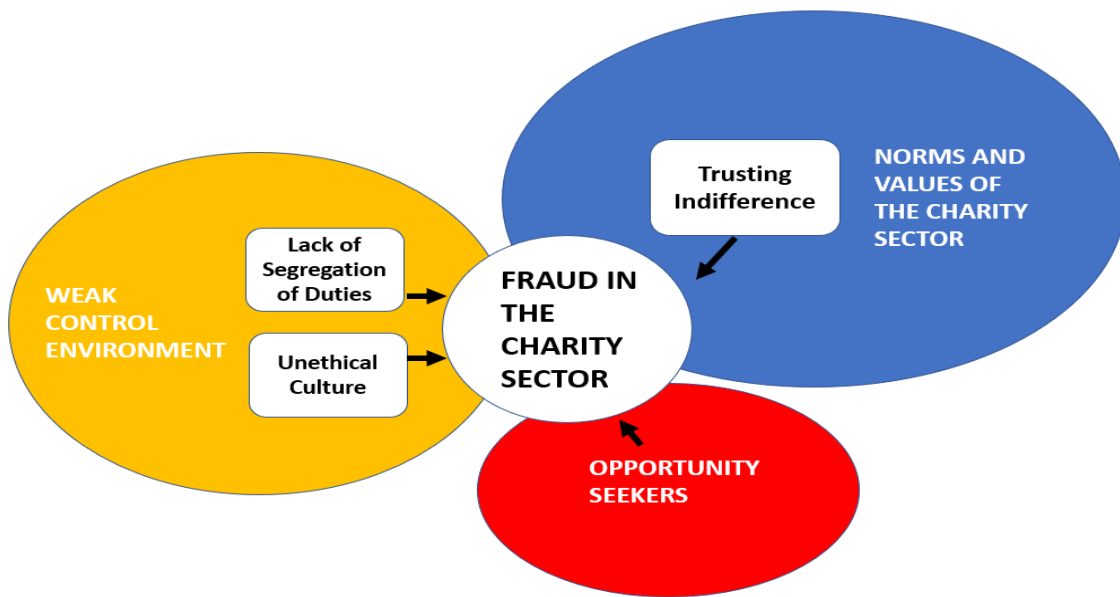 Trusting
Indifference
NORMS AND
VALUES OF
THE CHARITY
SECTOR
Lack of
Segregation
of Duties
WEAK
CONTROL
ENVIRONMENT
Unethical
Culture
FRAUD IN
THE
CHARITY
SECTOR
OPPORTUNITY
SEEKERS